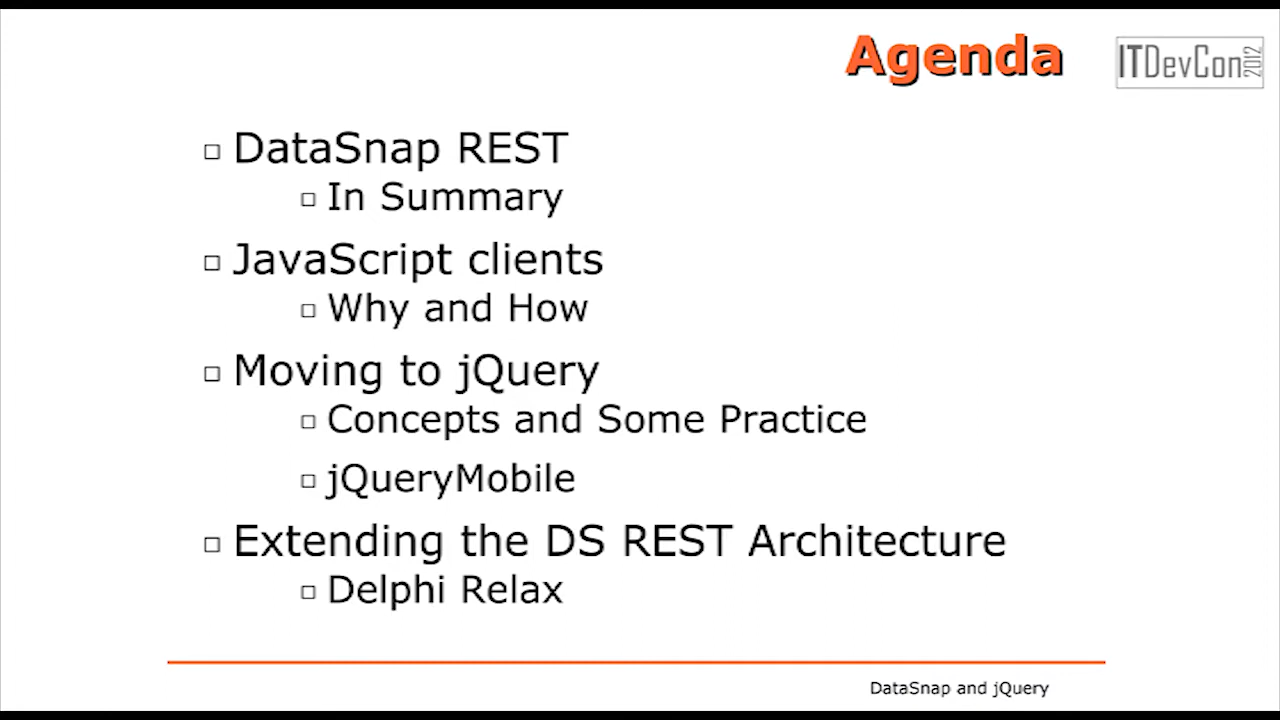 Agenda
ITDevCon 2012
DataSnap REST
In Summary
JavaScript clients
Why and How
Moving to jQuery
Concepts and Some Practice
jQueryMobile
Extending the DS REST Architecture
Delphi Relax
DataSnap and jQuery